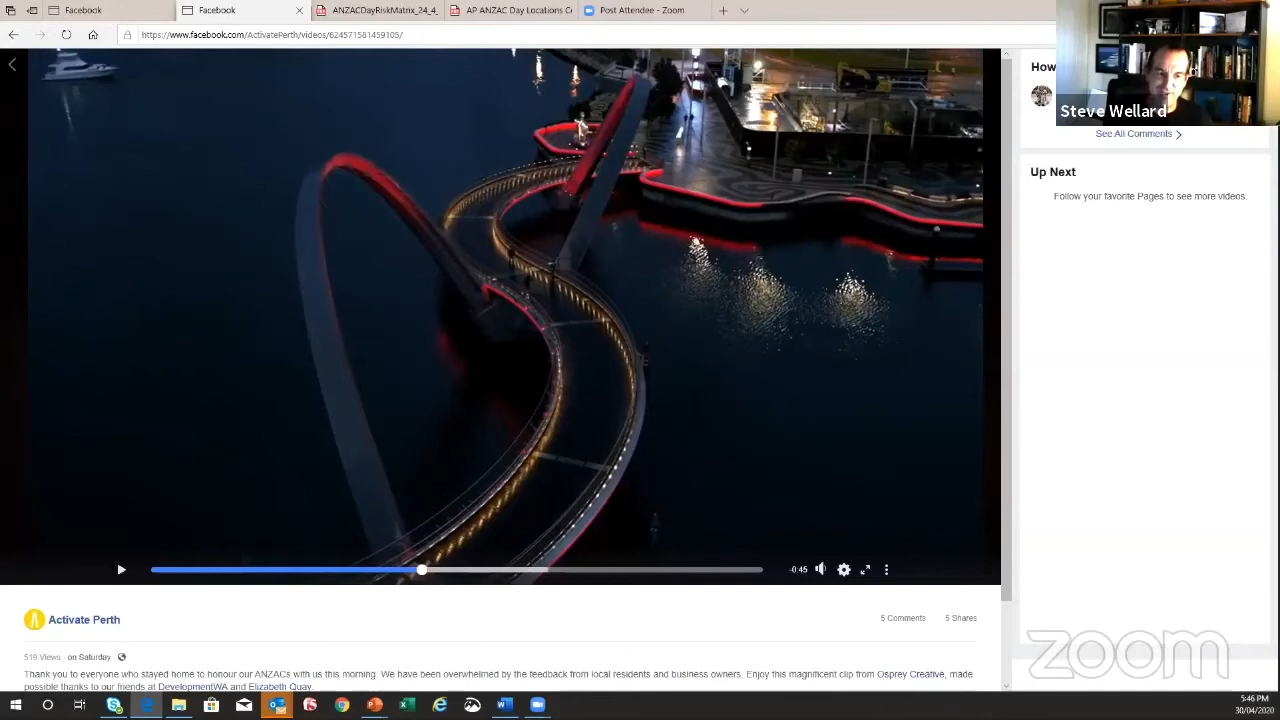 Facebook
Facebook
ANZACDayRiskMatrix_24_4
AP ANZAC Day Locations C
Post Attendee - Zoom
https://www.facebook.com/ActivatePerth/videos/624571581459105/
How
Steve Wellard
See All Comments
Up Next
Follow your favorite Pages to see more videos.
-0:45
Activate Perth
5 Comments 5 Shares
519 Views · on Saturday ·
Thank you to everyone who stayed home to honour our ANZACs with us this morning. We have been overwhelmed by the feedback from local residents and business owners. Enjoy this magnificent clip from Osprey Creative, made
possible thanks to our friends at DevelopmentWA and Elizabeth Quay.
zoom
5:46 PM
30/04/2020